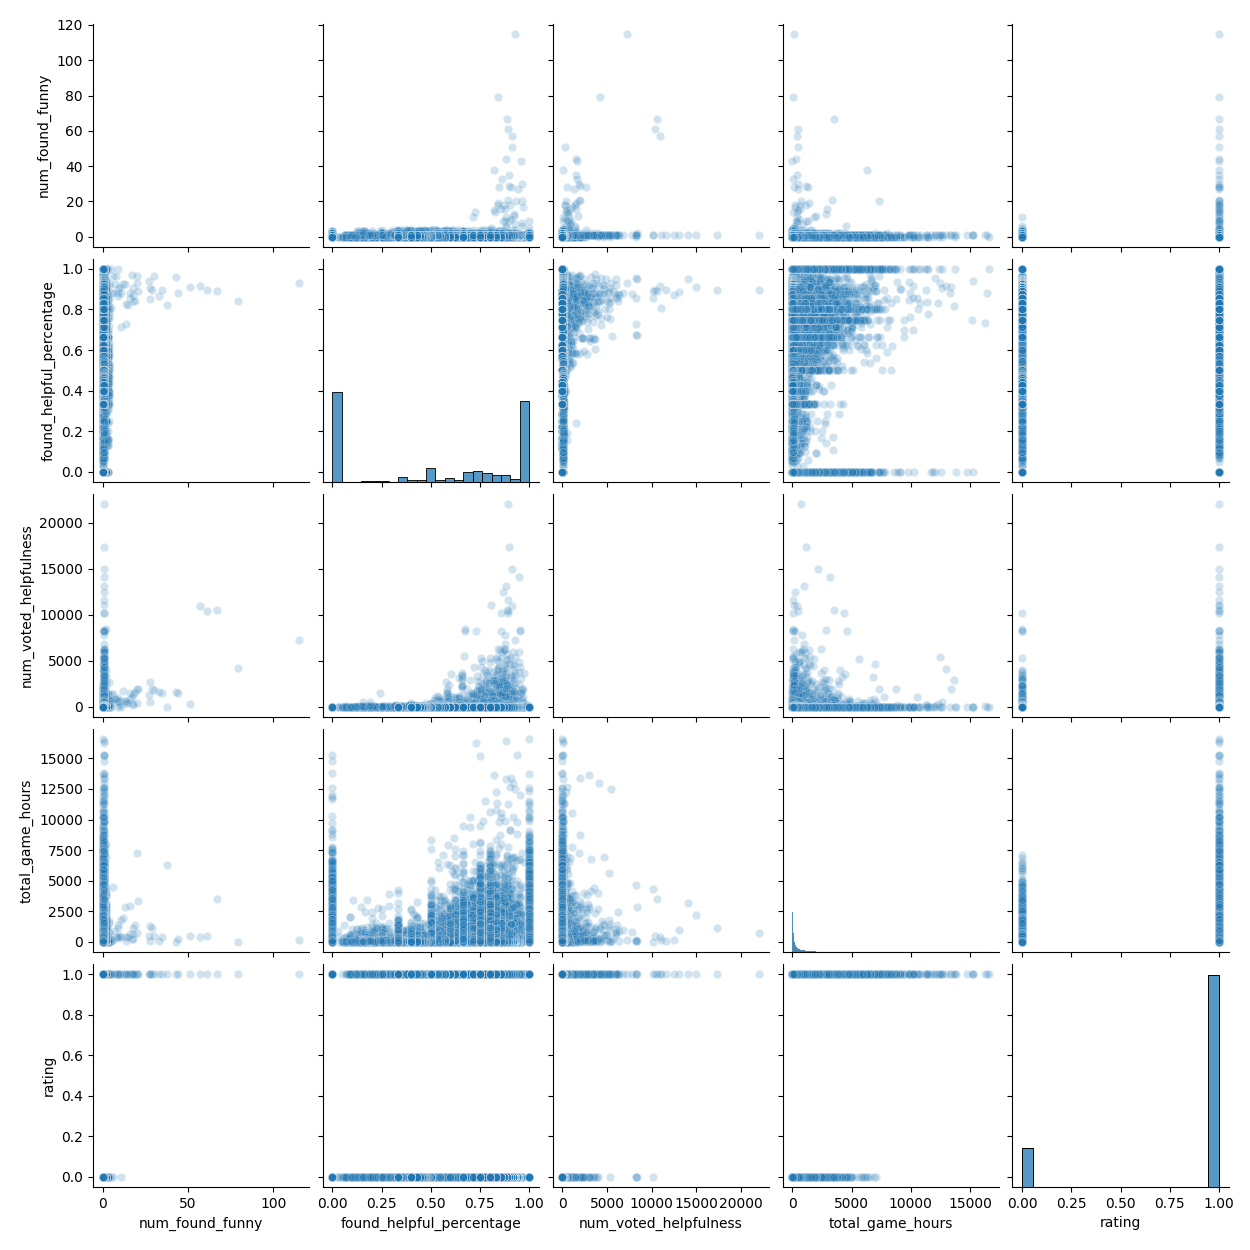 120
100
80
60
40
20
0
num_found_funny
1.0
0.8
0.6
0.4
0.2
0.0
found_helpful_percentage
20000
15000
10000
5000
0
num_voted_helpfulness
15000
12500
10000
7500
5000
2500
0
total_game_hours
1.0
0.8
0.6
0.4
0.2
0.0
rating
0 50 100
0.00 0.25 0.50 0.75 1.00
0 5000 10000 15000 20000
0 5000 10000 15000
0.00 0.25 0.50 0.75 1.00
num_found_funny
found_helpful_percentage
num_voted_helpfulness
total_game_hours
rating